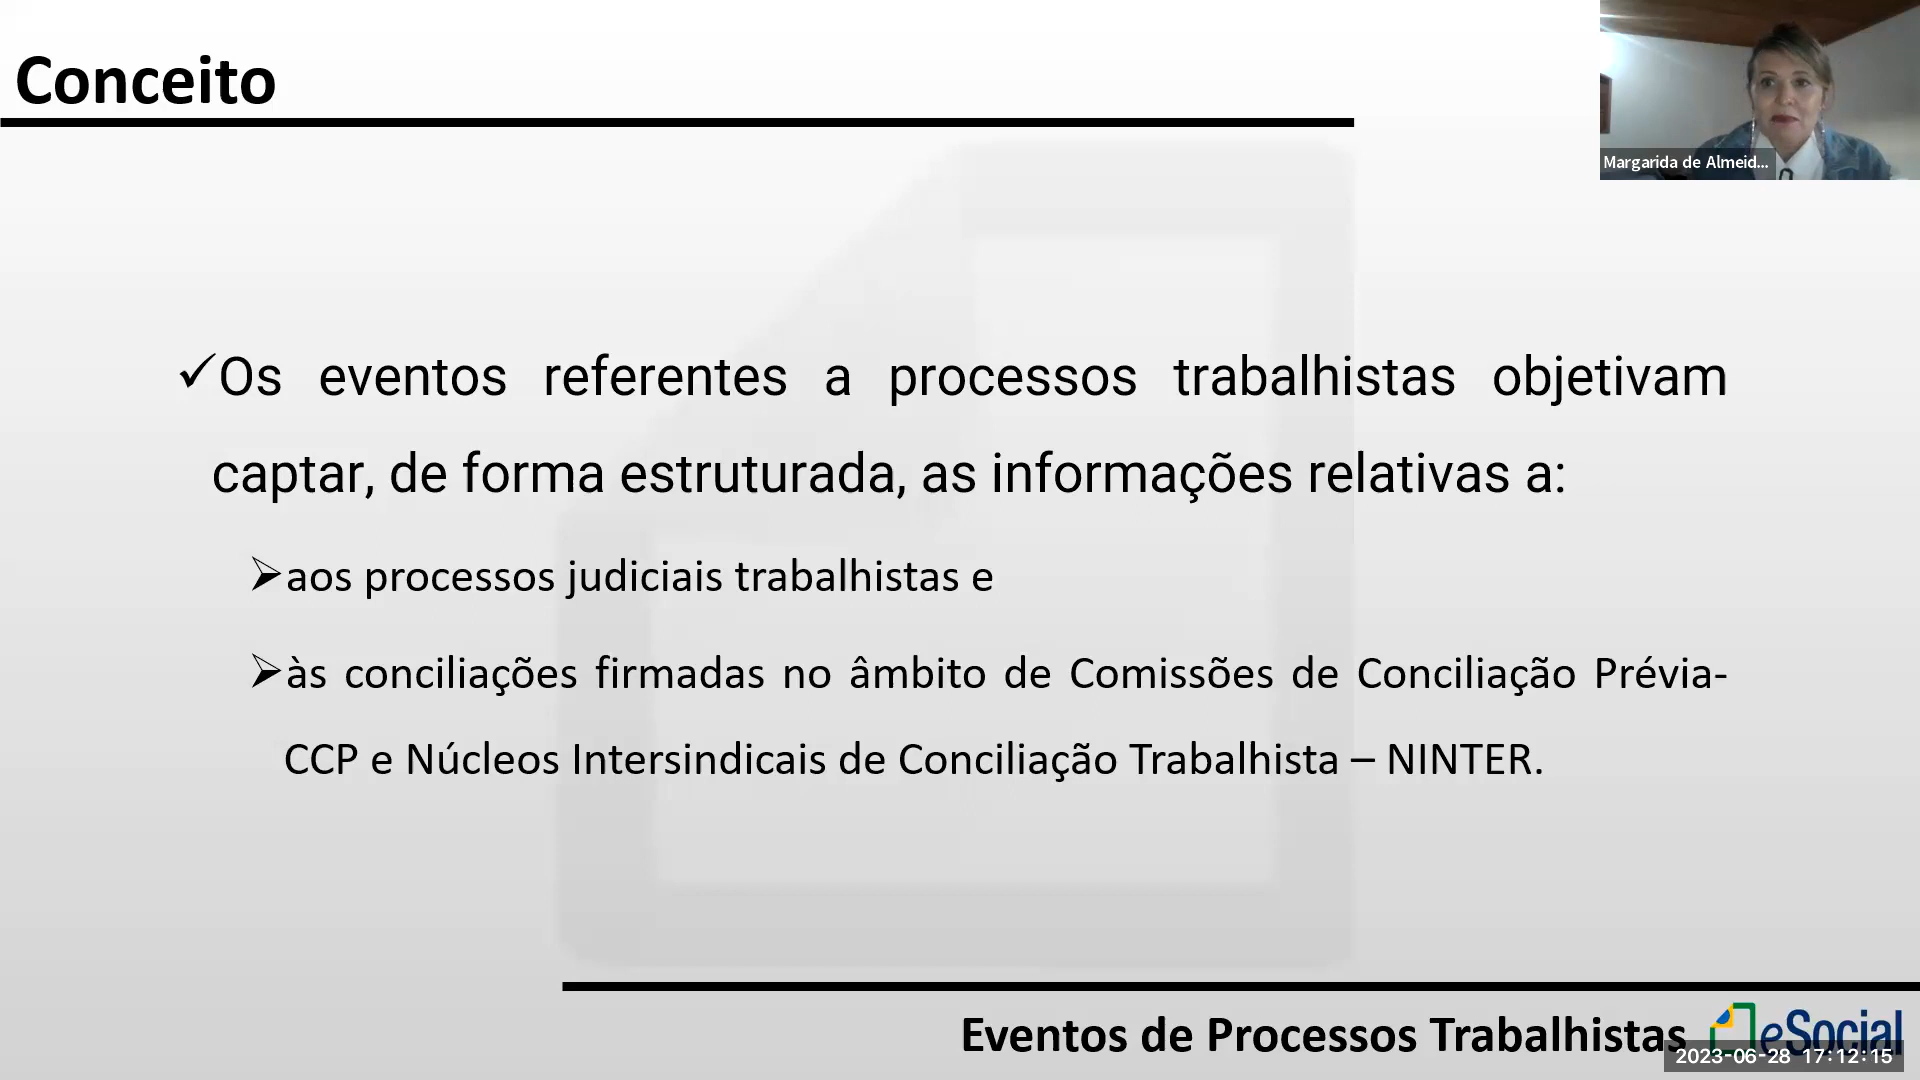 Conceito
Margarida de Almeid...
✓Os eventos referentes a processos trabalhistas objetivam
captar, de forma estruturada, as informações relativas a:
➢aos processos judiciais trabalhistas e
➢às conciliações firmadas no âmbito de Comissões de Conciliação Prévia-
CCP e Núcleos Intersindicais de Conciliação Trabalhista – NINTER.
Eventos de Processos Trabalhistas
eSocial
2023-06-28 17:12:15